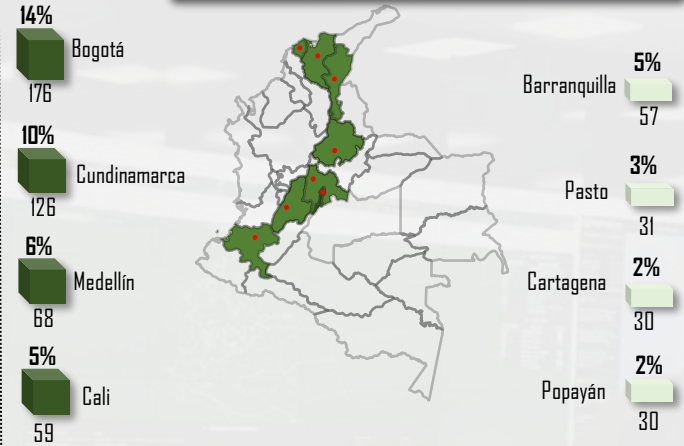 14%
Bogotá
176
10%
Cundinamarca
126
6%
Medellín
68
5%
Cali
59
5%
Barranquilla
57
3%
Pasto
31
2%
Cartagena
30
2%
Popayán
30